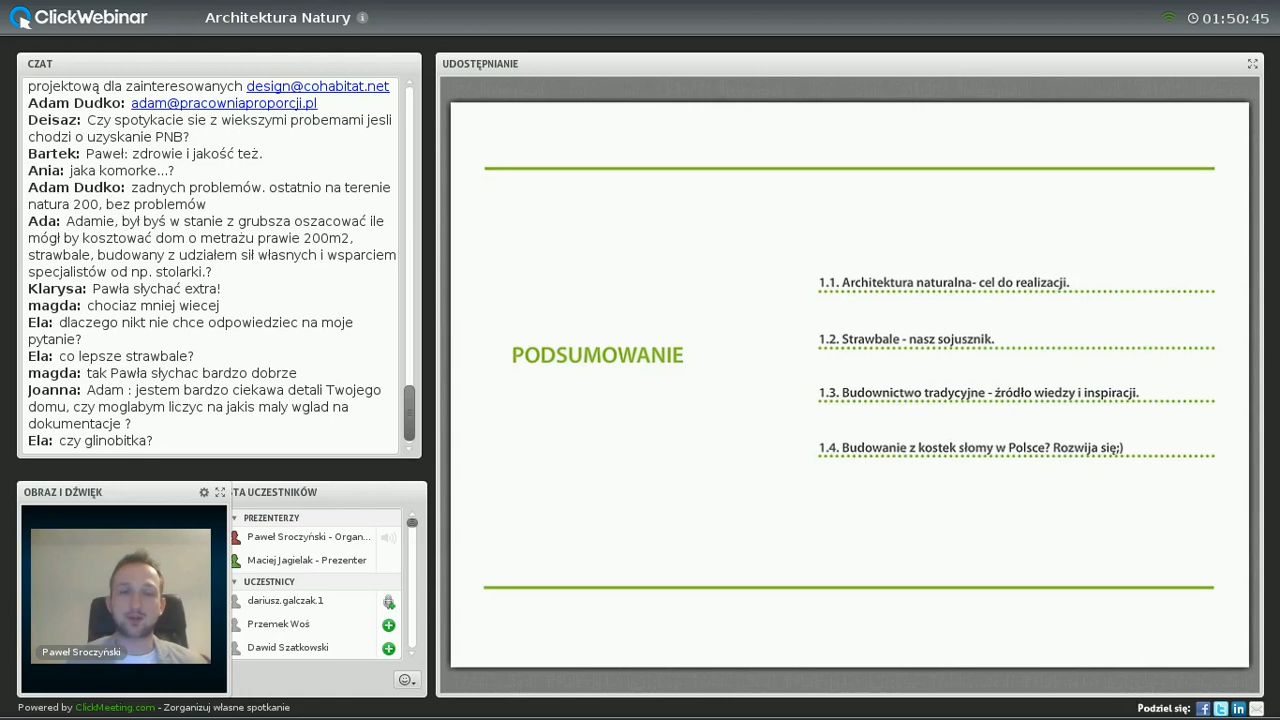 ClickWebinar
Architektura Natury
01:50:45
CZAT
projektową dla zainteresowanych design@cohabitat.net
Adam Dudko: adam@pracowniaproporcji.pl
Deisaz: Czy spotykacie sie z wiekszymi probemami jesli
chodzi o uzyskanie PNB?
Bartek: Paweł: zdrowie i jakość też.
Ania: jaka komorke...?
Adam Dudko: zadnych problemów. ostatnio na terenie
natura 200, bez problemów
Ada: Adamie, był byś w stanie z grubsza oszacować ile
mógł by kosztować dom o metrażu prawie 200m2,
strawbale, budowany z udziałem sił własnych i wsparciem
specjalistów od np. stolarki.?
Klarysa: Pawła słychać extra!
magda: chociaz mniej wiecej
Ela: dlaczego nikt nie chce odpowiedziec na moje
pytanie?
Ela: co lepsze strawbale?
magda: tak Pawła słychac bardzo dobrze
Joanna: Adam : jestem bardzo ciekawa detali Twojego
domu, czy moglabym liczyc na jakis maly wglad na
dokumentacje ?
Ela: czy glinobitka?
OBRAZ I DŹWIĘK
Paweł Sroczyński
TA UCZESTNIKÓW
PREZENTERZY
Paweł Sroczyński - Organ...
Maciej Jagielak - Prezenter
UCZESTNICY
dariusz.galczak.1
Przemek Woś
Dawid Szatkowski
UDOSTĘPNIANIE
PODSUMOWANIE
1.1. Architektura naturalna- cel do realizacji.
1.2. Strawbale - nasz sojusznik.
1.3. Budownictwo tradycyjne - źródło wiedzy i inspiracji.
1.4. Budowanie z kostek słomy w Polsce? Rozwija się;)
Powered by ClickMeeting.com - Zorganizuj własne spotkanie
Podziel się: